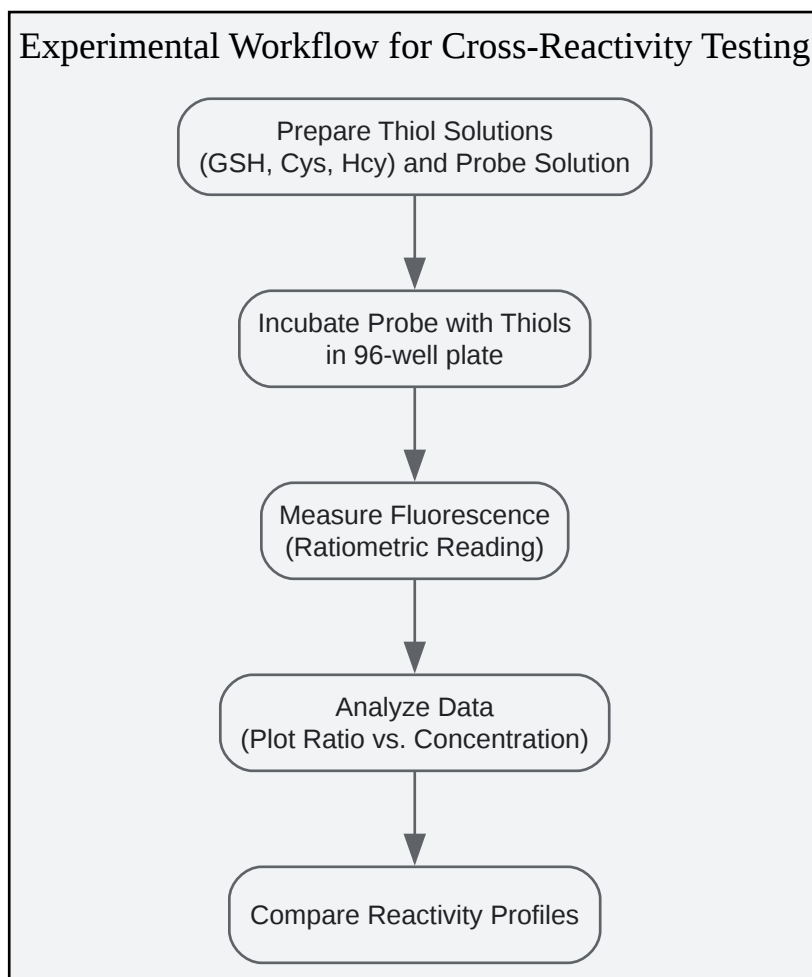 Experimental Workflow for Cross-Reactivity Testing
Prepare Thiol Solutions
(GSH, Cys, Hcy) and Probe Solution
Incubate Probe with Thiols
in 96-well plate
Measure Fluorescence
(Ratiometric Reading)
Analyze Data
(Plot Ratio vs. Concentration)
Compare Reactivity Profiles